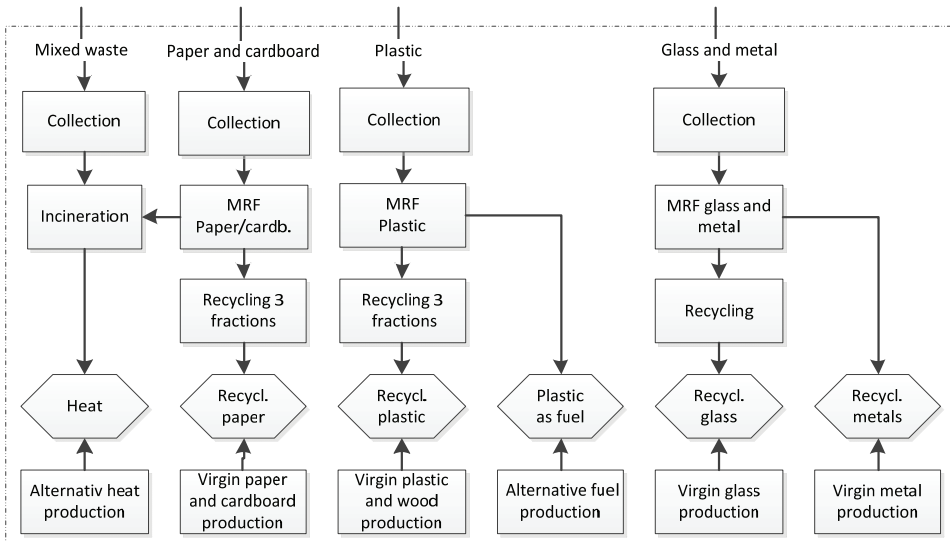 Mixed waste
Paper and cardboard
Plastic
Glass and metal
Collection
Collection
Collection
Collection
Incineration
MRF
Paper/cardb.
MRF
Plastic
MRF glass and
metal
Recycling 3
fractions
Recycling 3
fractions
Recycling
Heat
Recycl.
paper
Recycl.
plastic
Plastic
as fuel
Recycl.
glass
Recycl.
metals
Alternativ heat
production
Virgin paper
and cardboard
production
Virgin plastic
and wood
production
Alternative fuel
production
Virgin glass
production
Virgin metal
production